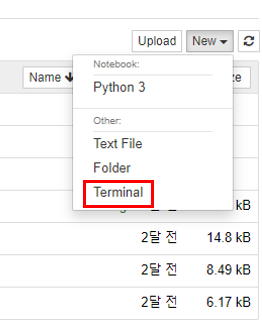 Upload New
Name ze
Notebook:
Python 3
Other:
Text File
Folder
Terminal
kB
2달 전 14.8 kB
2달 전 8.49 kB
2달 전 6.17 kB